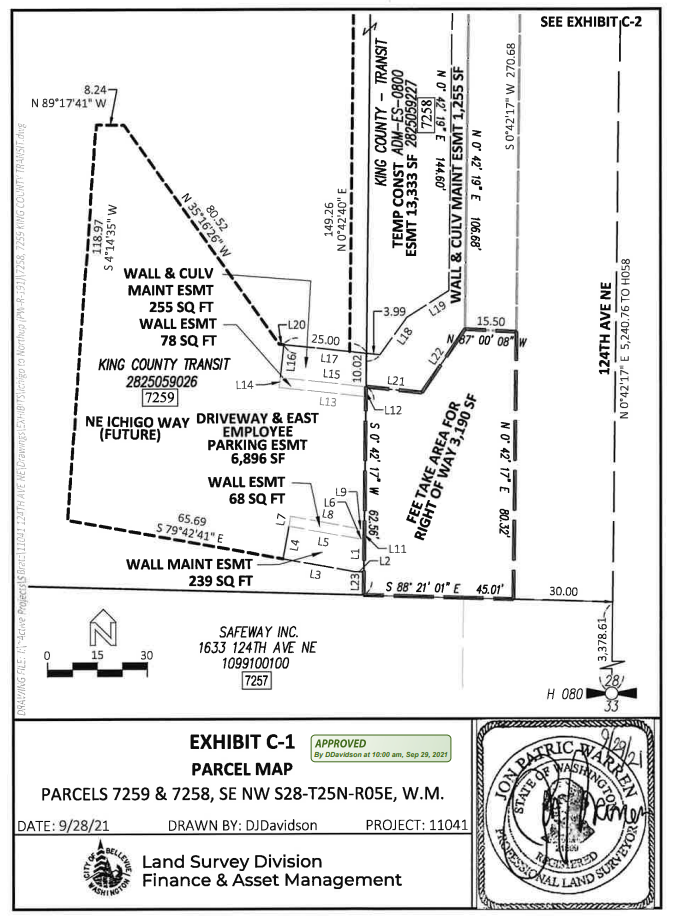 SEE EXHIBIT C-2
8.24
N 89°17'41" W
118.97
S 4°14'35" W
80.52
N 35°16'26" W
149.26
N 0°42'40" E
KING COUNTY - TRANSIT
ADM-ES-0800
2825059227
7258
TEMP CONST
ESMT 13,333 SF
N 0° 42' 19" E 144.60'
WALL & CULV MAINT ESMT 1,255 SF
N 0° 42' 19" E 106.68'
S 0°42'17" W 270.68
124TH AVE NE
N 0°42'17" E 5,240.76 TO H058
WALL & CULV
MAINT ESMT
255 SQ FT
WALL ESMT
78 SQ FT
L20
25.00
L16
L17
L15
L14
L13
10.02
3.99
L18
L19
L21
L22
L12
15.50
N 87° 00' 08" W
KING COUNTY TRANSIT
2825059026
7259
NE ICHIGO WAY
(FUTURE)
DRIVEWAY & EAST
EMPLOYEE
PARKING ESMT
6,896 SF
WALL ESMT
68 SQ FT
S 0° 42' 17" W 62.56'
FEE TAKE AREA FOR
RIGHT OF WAY 3,190 SF
N 0° 42' 17" E 80.32'
L9
L6
L8
L7
L5
L4
L1
L11
L2
L3
L23
65.69
S 79°42'41" E
WALL MAINT ESMT
239 SQ FT
S 88° 21' 01" E 45.01'
30.00
3,378.61
H 080
28
33
0 15 30
N
SAFEWAY INC.
1633 124TH AVE NE
1099100100
7257
EXHIBIT C-1
APPROVED
By DDavidson at 10:00 am, Sep 29, 2021
PARCEL MAP
PARCELS 7259 & 7258, SE NW S28-T25N-R05E, W.M.
DATE: 9/28/21 DRAWN BY: DJDavidson PROJECT: 11041
CITY OF BELLEVUE
WASHINGTON
Land Survey Division
Finance & Asset Management
9/29/21
JON PATRIC WARREN
STATE OF WASHINGTON
REGISTERED
PROFESSIONAL LAND SURVEYOR